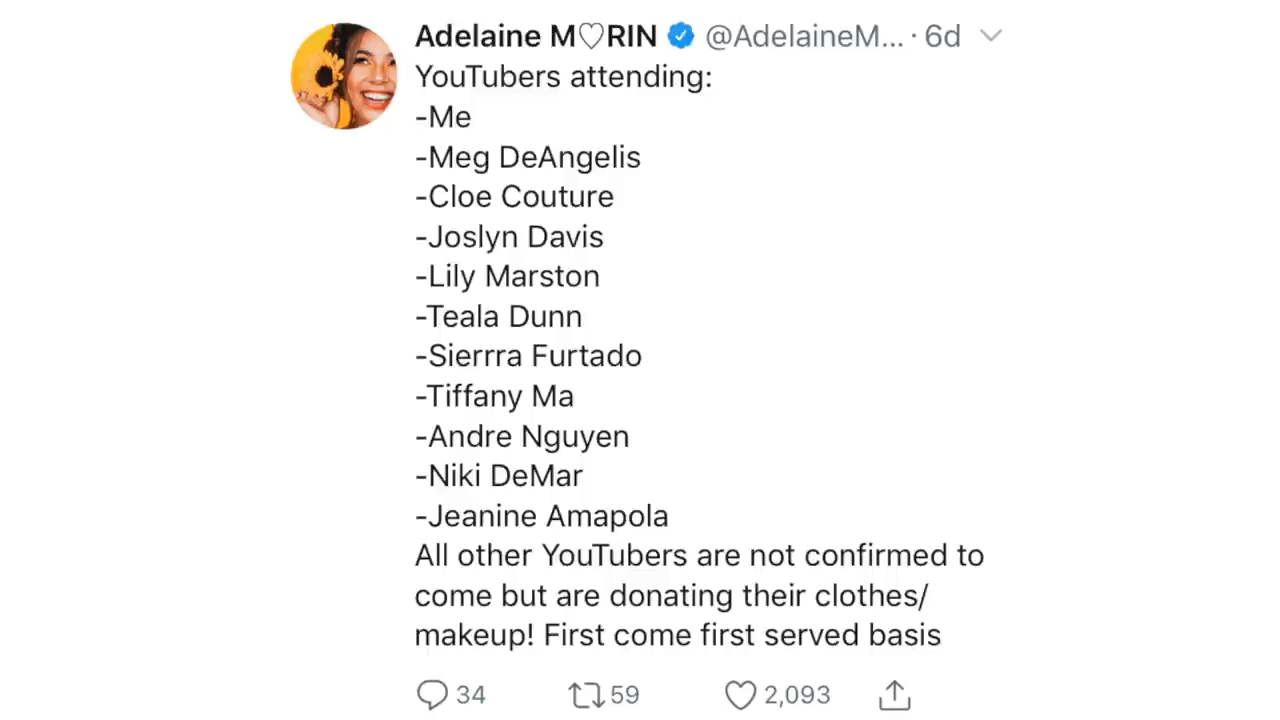 Adelaine M♡RIN @AdelaineM... · 6d
YouTubers attending:
-Me
-Meg DeAngelis
-Cloe Couture
-Joslyn Davis
-Lily Marston
-Teala Dunn
-Sierrra Furtado
-Tiffany Ma
-Andre Nguyen
-Niki DeMar
-Jeanine Amapola
All other YouTubers are not confirmed to
come but are donating their clothes/
makeup! First come first served basis
34 59 2,093